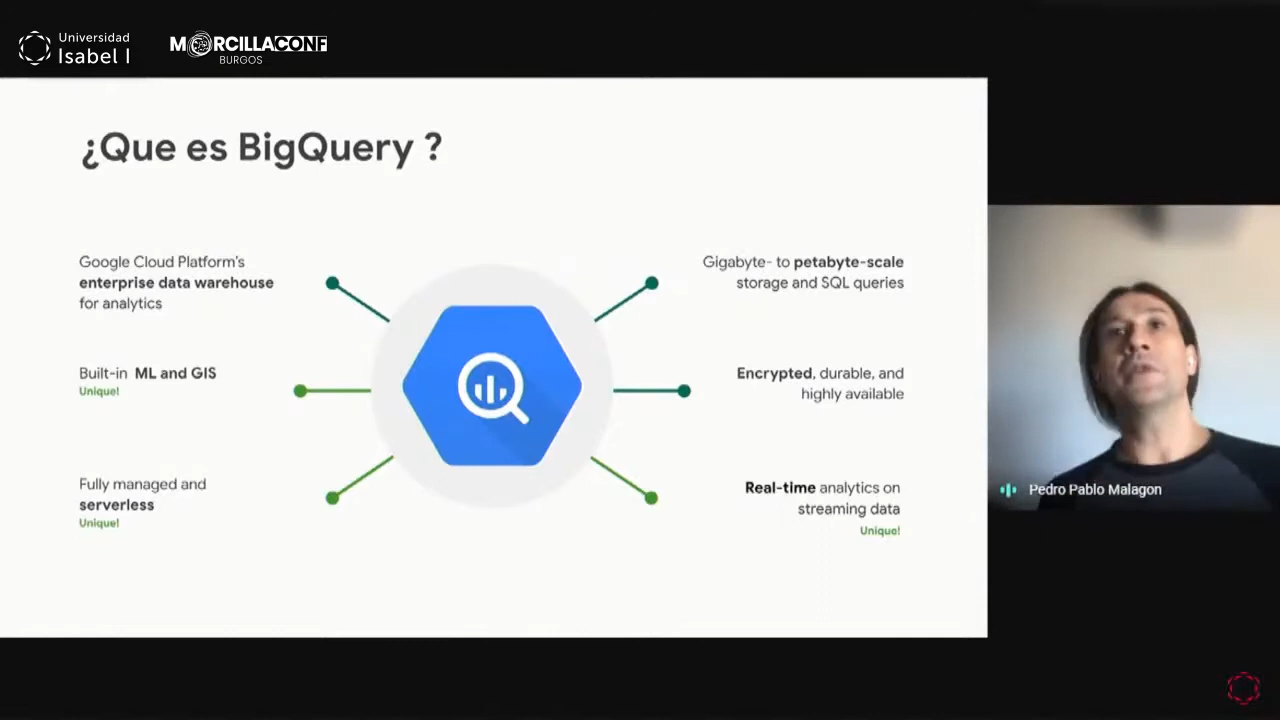 Universidad
Isabel I
MORCILLACONF
BURGOS
¿Que es BigQuery ?
Google Cloud Platform's
enterprise data warehouse
for analytics
Built-in ML and GIS
Unique!
Fully managed and
serverless
Unique!
Gigabyte- to petabyte-scale
storage and SQL queries
Encrypted, durable, and
highly available
Real-time analytics on
streaming data
Unique!
Pedro Pablo Malagon